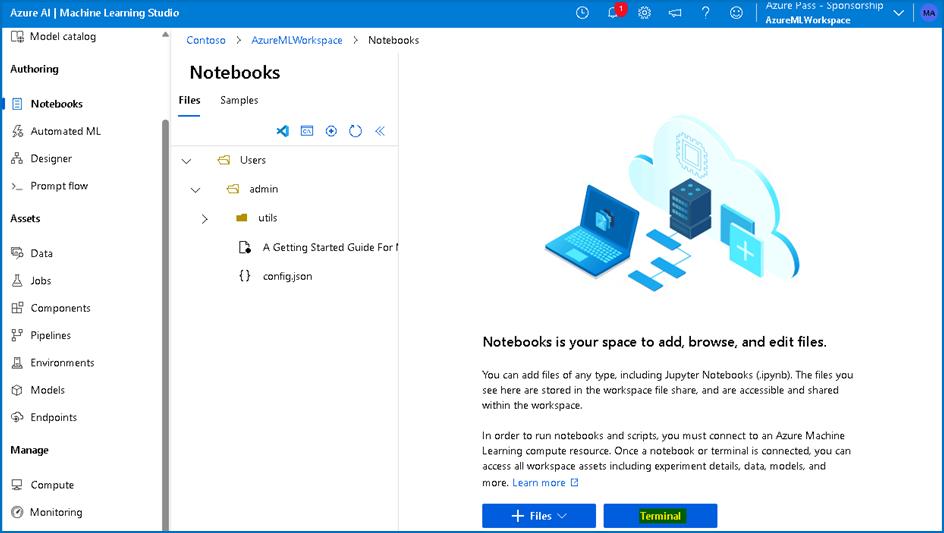 Azure AI | Machine Learning Studio
1
Azure Pass - Sponsorship
AzureMLWorkspace
MA
Model catalog
Authoring
Notebooks
Automated ML
Designer
Prompt flow
Assets
Data
Jobs
Components
Pipelines
Environments
Models
Endpoints
Manage
Compute
Monitoring
Contoso > AzureMLWorkspace > Notebooks
Notebooks
Files Samples
Users
admin
utils
A Getting Started Guide For
{} config.json
Notebooks is your space to add, browse, and edit files.
You can add files of any type, including Jupyter Notebooks (.ipynb). The files you
see here are stored in the workspace file share, and are accessible and shared
within the workspace.
In order to run notebooks and scripts, you must connect to an Azure Machine
Learning compute resource. Once a notebook or terminal is connected, you can
access all workspace assets including experiment details, data, models, and
more. Learn more
+ Files
Terminal